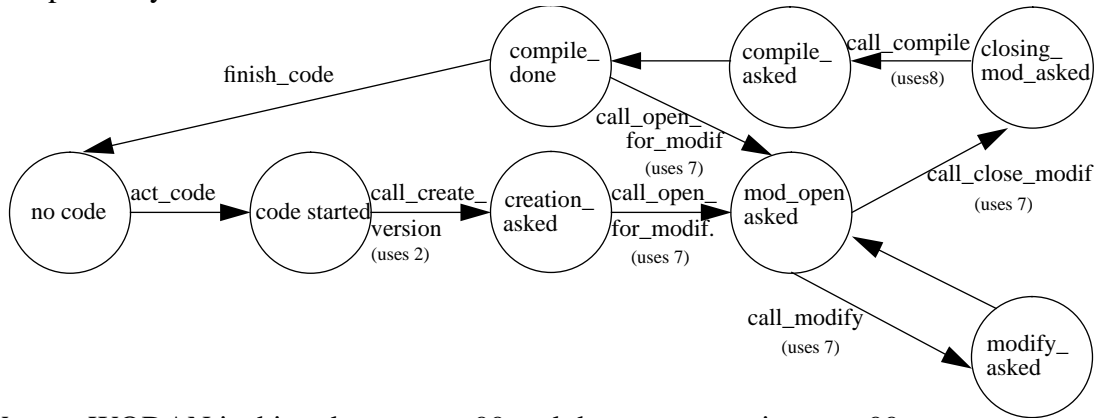 compile_
done
compile_
asked
call_compile
(uses8)
closing_
mod_asked
finish_code
call_open_
for_modif
(uses 7)
no code
act_code
code started
call_create_
version
(uses 2)
creation_
asked
call_open_
for_modif.
(uses 7)
mod_open
asked
call_close_modif
(uses 7)
call_modify
(uses 7)
modify_
asked